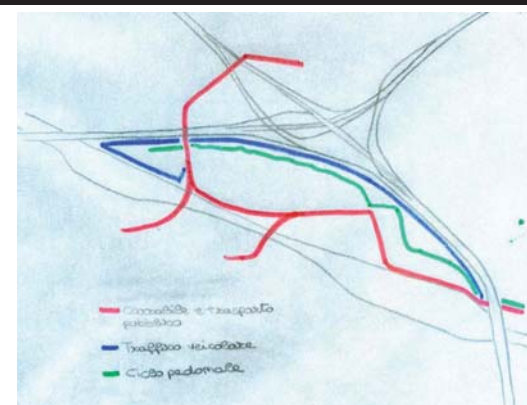 Carrabile e trasporto
pubblico
Traffico veicolare
Ciclo pedonale